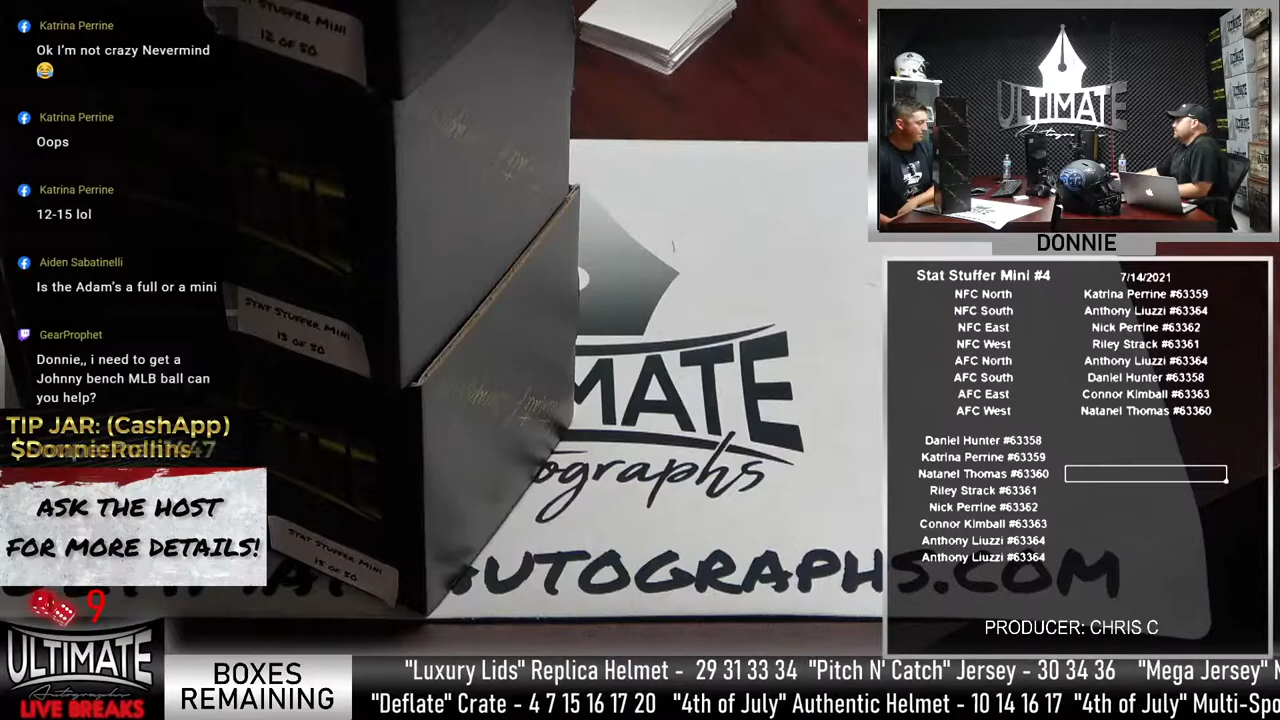 Katrina Perrine
Ok I'm not crazy Nevermind
😂
Katrina Perrine
Oops
Katrina Perrine
12-15 lol
Aiden Sabatinelli
Is the Adam's a full or a mini
GearProphet
Donnie,, i need to get a
Johnny bench MLB ball can
you help?
TIP JAR: (CashApp)
$DonnieRollins
ASK THE HOST
FOR MORE DETAILS!
9
ULTIMATE
Autographs
LIVE BREAKS
BOXES
REMAINING
"Luxury Lids" Replica Helmet - 29 31 33 34 "Pitch N' Catch" Jersey - 30 34 36 "Mega Jersey"
"Deflate" Crate - 4 7 15 16 17 20 "4th of July" Authentic Helmet - 10 14 16 17 "4th of July" Multi-Spo
STAT STUFFER MINI
12 OF 50
STAT STUFFER MINI
13 OF 50
STAT STUFFER MINI
15 OF 50
MATE
ographs
AUTOGRAPHS.COM
ULTIMATE
DONNIE
Stat Stuffer Mini #4 7/14/2021
NFC North Katrina Perrine #63359
NFC South Anthony Liuzzi #63364
NFC East Nick Perrine #63362
NFC West Riley Strack #63361
AFC North Anthony Liuzzi #63364
AFC South Daniel Hunter #63358
AFC East Connor Kimball #63363
AFC West Natanel Thomas #63360
Daniel Hunter #63358
Katrina Perrine #63359
Natanel Thomas #63360
Riley Strack #63361
Nick Perrine #63362
Connor Kimball #63363
Anthony Liuzzi #63364
Anthony Liuzzi #63364
PRODUCER: CHRIS C